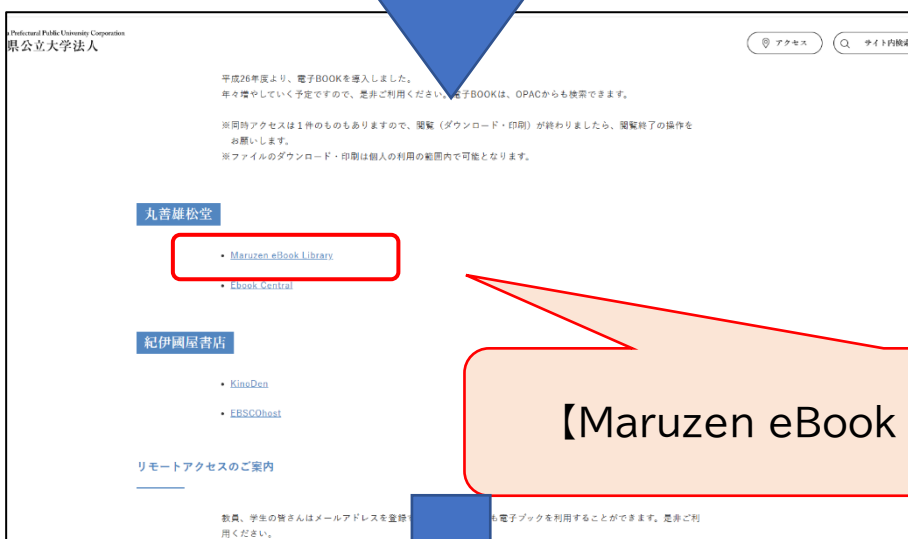 Prefectural Public University Corporation
県公立大学法人
アクセス
サイト内検索
平成26年度より、電子BOOKを導入しました。
年々増やしていく予定ですので、是非ご利用ください。電子BOOKは、OPACからも検索できます。
※同時アクセスは１件のものもありますので、閲覧（ダウンロード・印刷）が終わりましたら、閲覧終了の操作を
お願いします。
※ファイルのダウンロード・印刷は個人の利用の範囲内で可能となります。
丸善雄松堂
• Maruzen eBook Library
• Ebook Central
紀伊國屋書店
• KinoDen
• EBSCOhost
【Maruzen eBook
リモートアクセスのご案内
教員、学生の皆さんはメールアドレスを登録 も電子ブックを利用することができます。是非ご利
用ください。